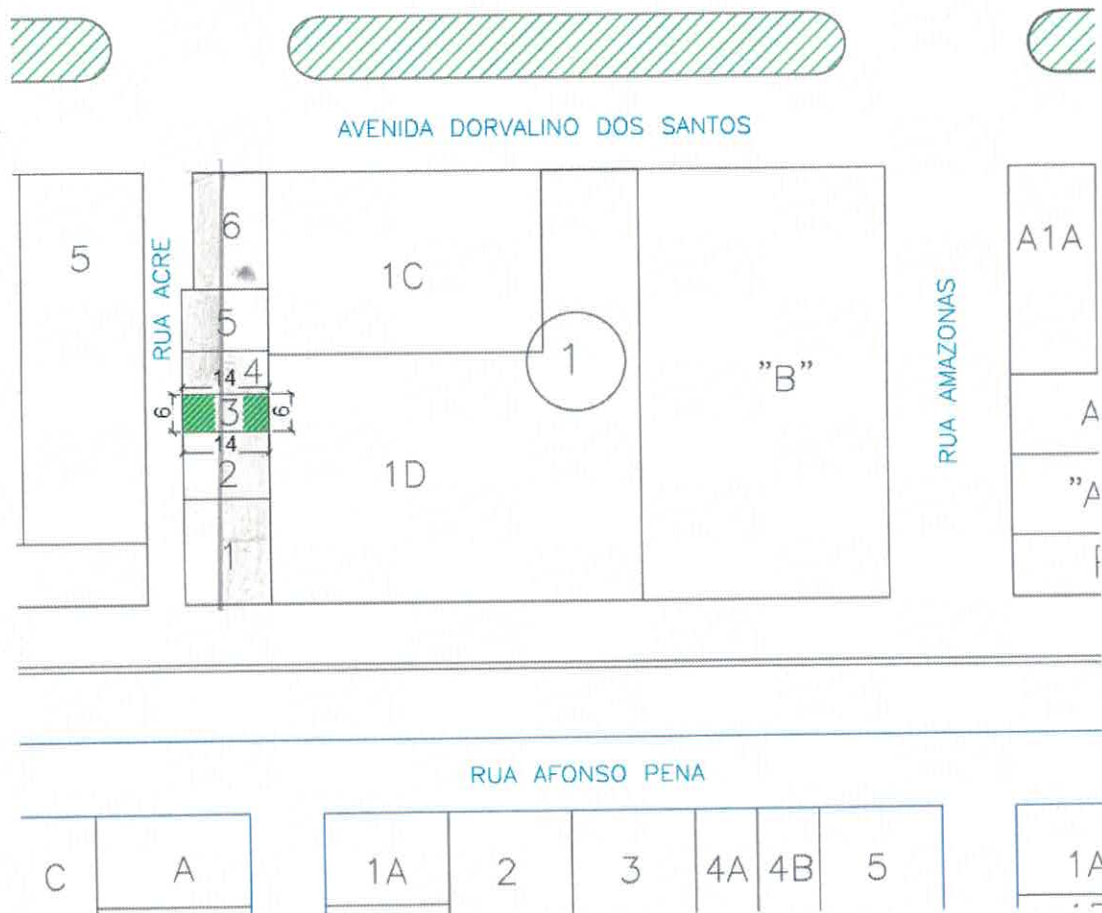 AVENIDA DORVALINO DOS SANTOS
5
RUA ACRE
6
1C
A1A
5
1
"B"
RUA AMAZONAS
4
14
6
3
6
14
2
1D
A
"A
1
RUA AFONSO PENA
C
A
1A
2
3
4A
4B
5
1A